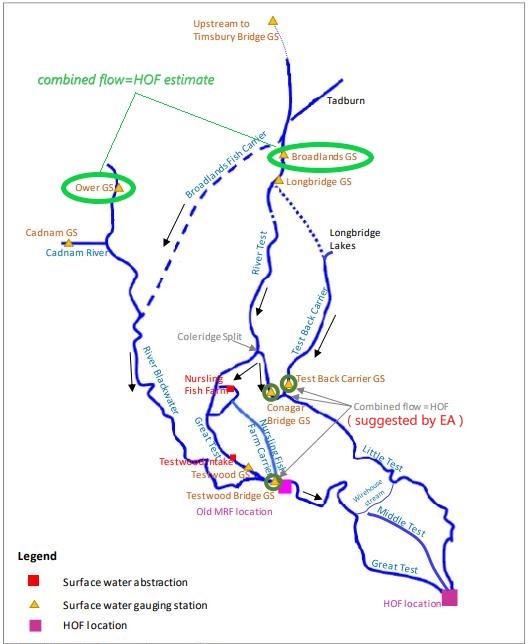 Upstream to
Timsbury Bridge GS
combined flow=HOF estimate
Tadburn
Broadlands Fish Carrier
Broadlands GS
Ower GS
Longbridge GS
Cadnam GS
Cadnam River
River Test
Longbridge
Lakes
Test Back Carrier
Coleridge Split
River Blackwater
Nursling
Fish Farm
Test Back Carrier GS
Conagar
Bridge GS
Combined flow =HOF
( suggested by EA )
Great Test
Nursling Fish
Farm Carrier
Little Test
Testwood Intake
Testwood GS
Testwood Bridge GS
Wirehouse
stream
Old MRF location
Middle Test
Great Test
Legend
Surface water abstraction
Surface water gauging station
HOF location
HOF location